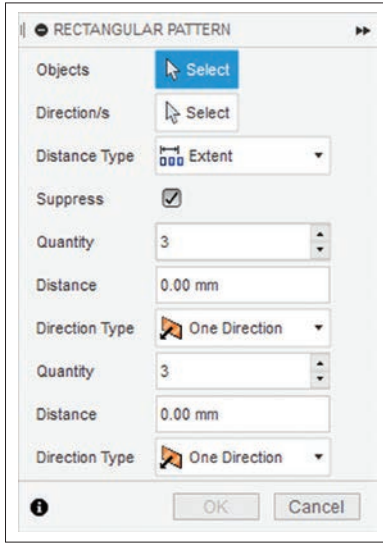 RECTANGULAR PATTERN
Objects Select
Direction/s Select
Distance Type Extent
Suppress
Quantity 3
Distance 0.00 mm
Direction Type One Direction
Quantity 3
Distance 0.00 mm
Direction Type One Direction
OK Cancel